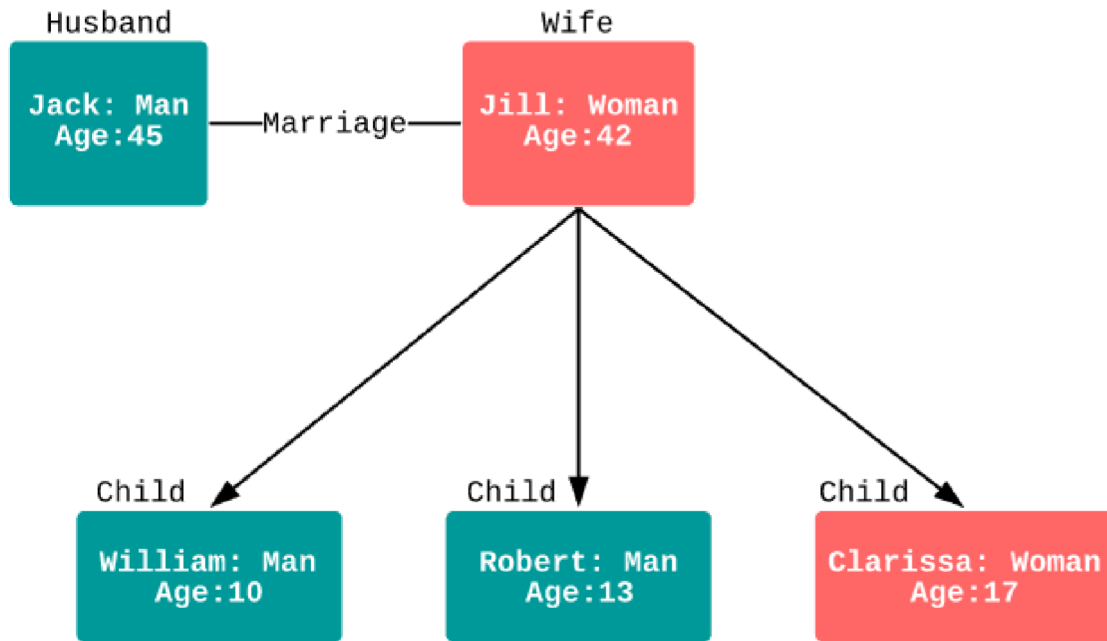 Husband
Wife
Jack: Man
Age:45
Marriage
Jill: Woman
Age:42
Child
Child
Child
William: Man
Age:10
Robert: Man
Age:13
Clarissa: Woman
Age:17